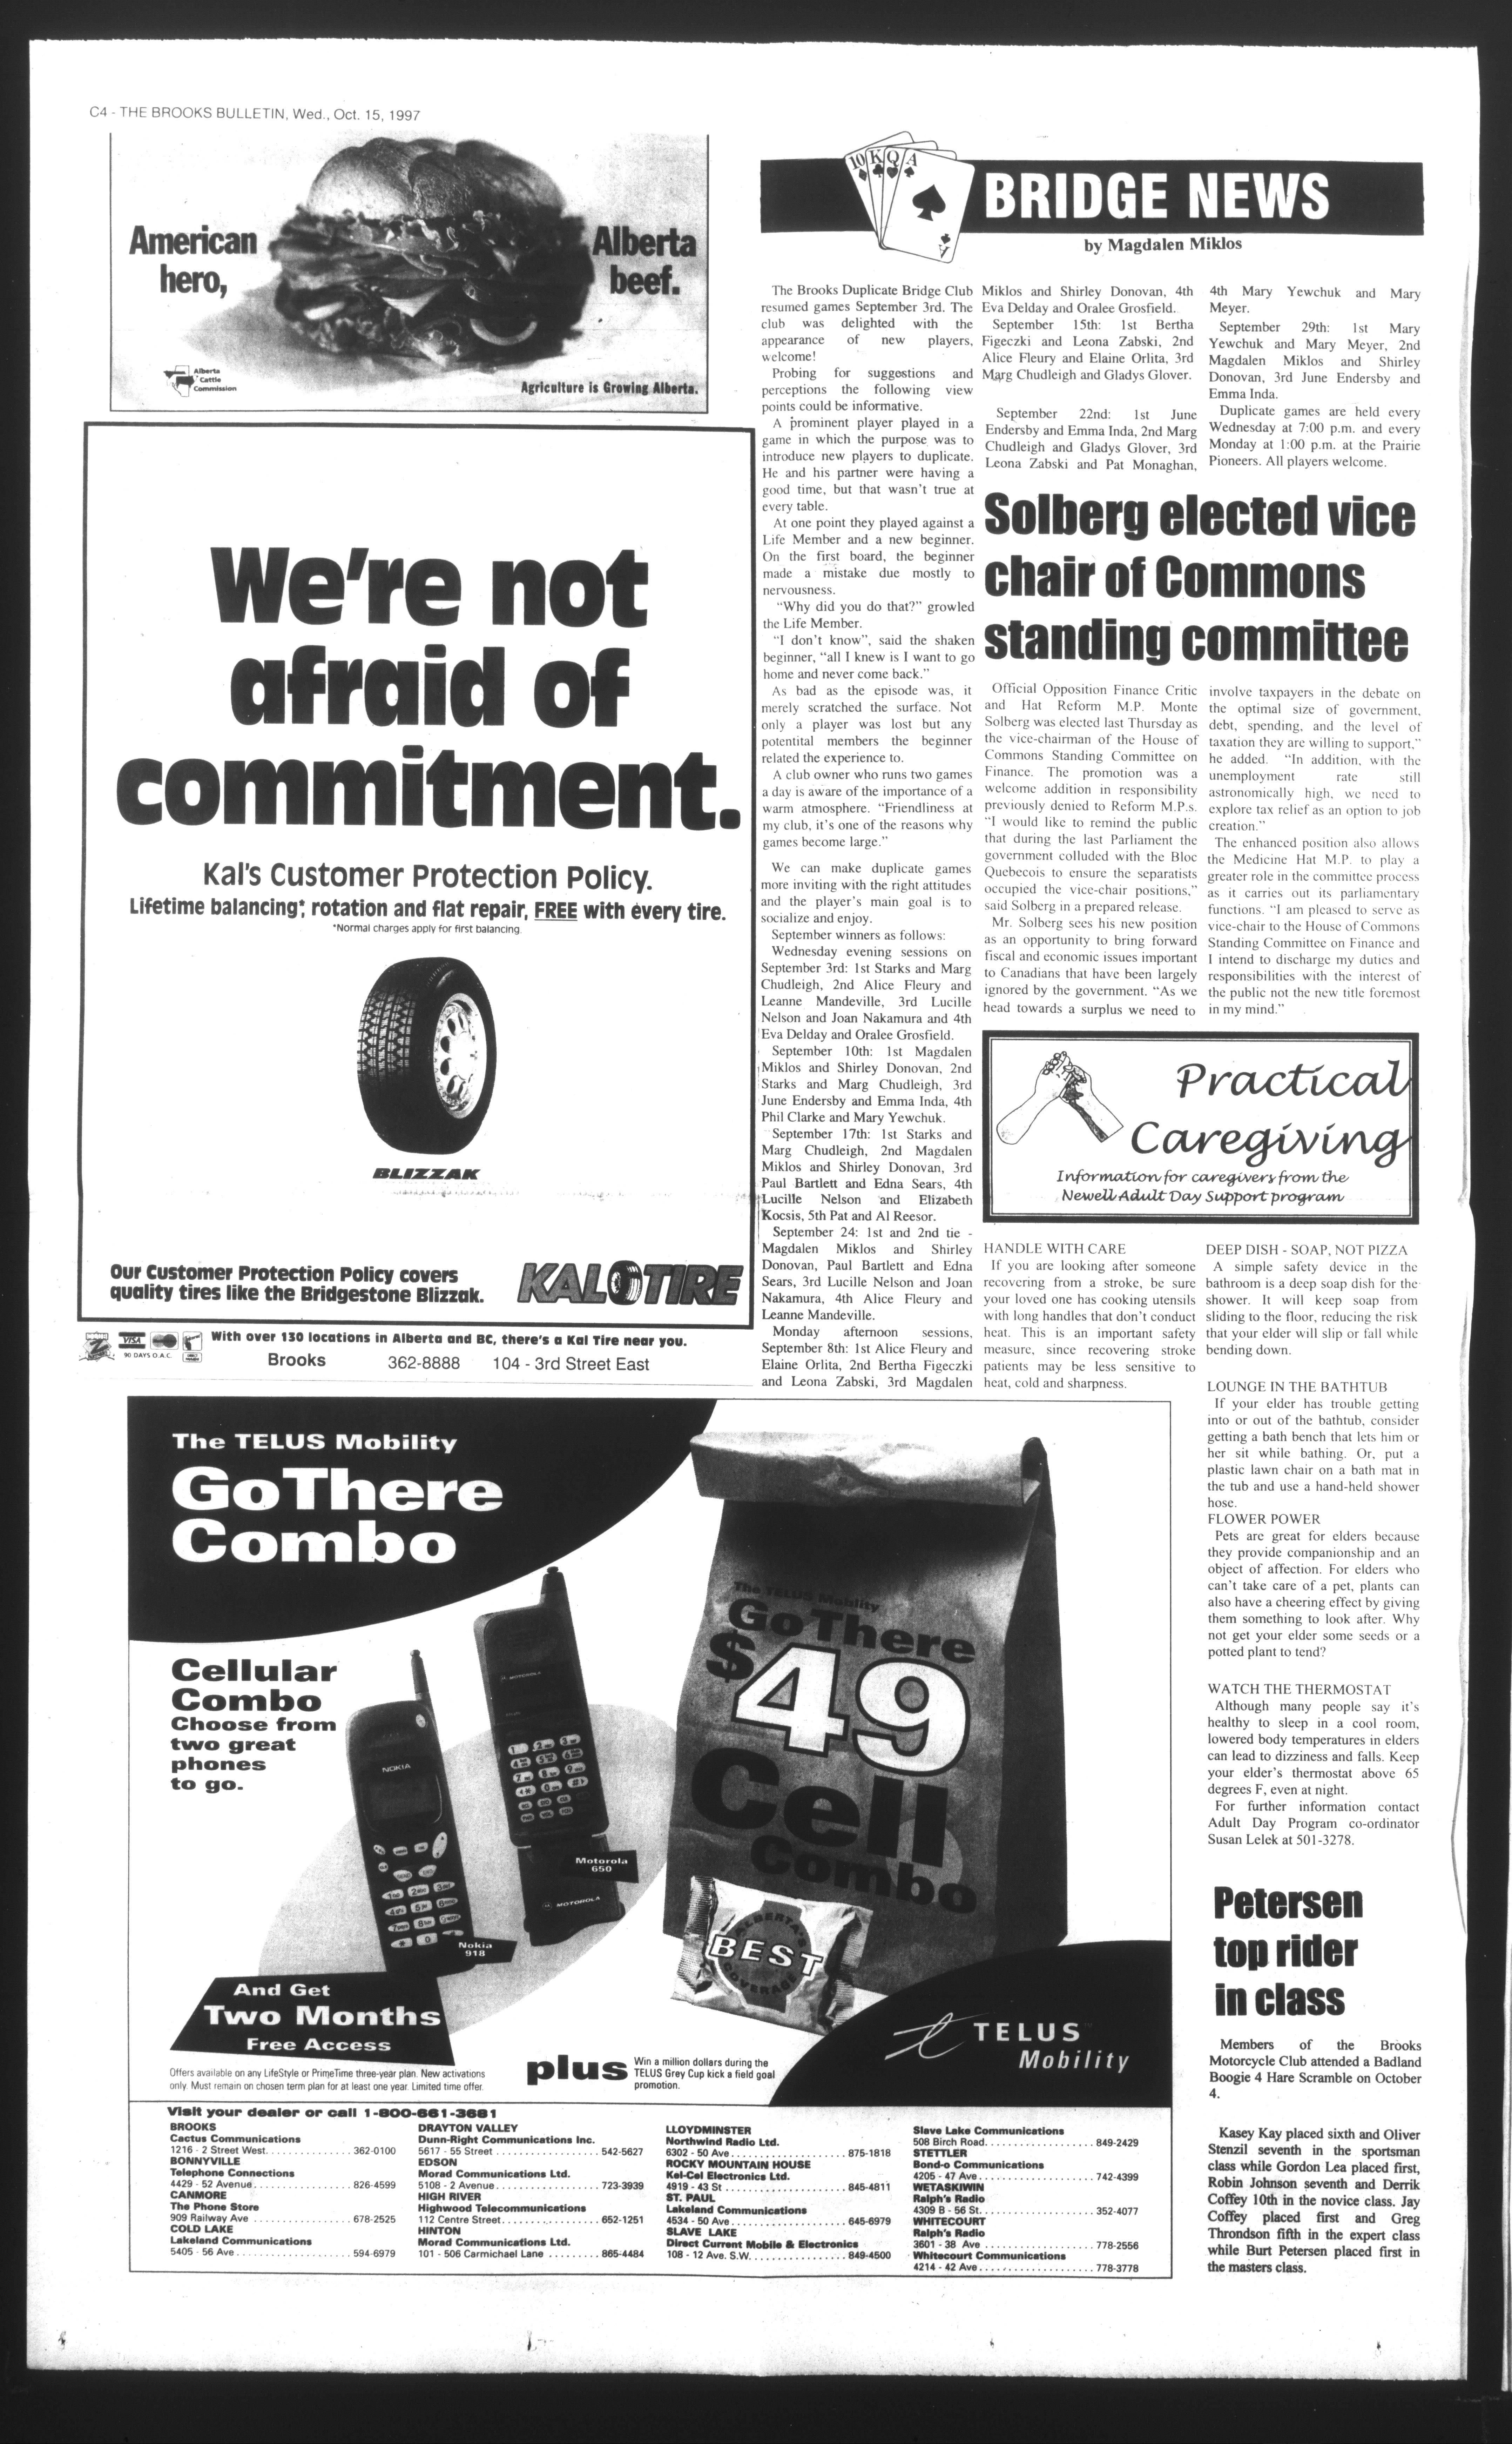 C4 - THE BROOKS BULLETIN, Wed., Oct. 15, 1997
American
hero,
Alberta
beef.
Alberta
Cattle
Commission
Agriculture is Growing Alberta.
We're not
afraid of
commitment.
Kal's Customer Protection Policy.
Lifetime balancing*, rotation and flat repair, FREE with every tire.
*Normal charges apply for first balancing.
BLIZZAK
Our Customer Protection Policy covers
quality tires like the Bridgestone Blizzak.
KAL TIRE
VISA
90 DAYS O.A.C.
With over 130 locations in Alberta and BC, there's a Kal Tire near you.
Brooks 362-8888 104 - 3rd Street East
10 K Q A
A
BRIDGE NEWS
by Magdalen Miklos
The Brooks Duplicate Bridge Club
resumed games September 3rd. The
club was delighted with the
appearance of new players,
welcome!
Probing for suggestions and
perceptions the following view
points could be informative.
A prominent player played in a
game in which the purpose was to
introduce new players to duplicate.
He and his partner were having a
good time, but that wasn't true at
every table.
At one point they played against a
Life Member and a new beginner.
On the first board, the beginner
made a mistake due mostly to
nervousness.
"Why did you do that?" growled
the Life Member.
"I don't know", said the shaken
beginner, "all I knew is I want to go
home and never come back."
As bad as the episode was, it
merely scratched the surface. Not
only a player was lost but any
potentital members the beginner
related the experience to.
A club owner who runs two games
a day is aware of the importance of a
warm atmosphere. "Friendliness at
my club, it's one of the reasons why
games become large."
We can make duplicate games
more inviting with the right attitudes
and the player's main goal is to
socialize and enjoy.
September winners as follows:
Wednesday evening sessions on
September 3rd: 1st Starks and Marg
Chudleigh, 2nd Alice Fleury and
Leanne Mandeville, 3rd Lucille
Nelson and Joan Nakamura and 4th
Eva Delday and Oralee Grosfield.
September 10th: 1st Magdalen
Miklos and Shirley Donovan, 2nd
Starks and Marg Chudleigh, 3rd
June Endersby and Emma Inda, 4th
Phil Clarke and Mary Yewchuk.
September 17th: 1st Starks and
Marg Chudleigh, 2nd Magdalen
Miklos and Shirley Donovan, 3rd
Paul Bartlett and Edna Sears, 4th
Lucille Nelson and Elizabeth
Kocsis, 5th Pat and Al Reesor.
September 24: 1st and 2nd tie -
Magdalen Miklos and Shirley
Donovan, Paul Bartlett and Edna
Sears, 3rd Lucille Nelson and Joan
Nakamura, 4th Alice Fleury and
Leanne Mandeville.
Monday afternoon sessions,
September 8th: 1st Alice Fleury and
Elaine Orlita, 2nd Bertha Figeczki
and Leona Zabski, 3rd Magdalen
Miklos and Shirley Donovan, 4th
Eva Delday and Oralee Grosfield.
September 15th: 1st Bertha
Figeczki and Leona Zabski, 2nd
Alice Fleury and Elaine Orlita, 3rd
Marg Chudleigh and Gladys Glover.
September 22nd: 1st June
Endersby and Emma Inda, 2nd Marg
Chudleigh and Gladys Glover, 3rd
Leona Zabski and Pat Monaghan,
4th Mary Yewchuk and Mary
Meyer.
September 29th: 1st Mary
Yewchuk and Mary Meyer, 2nd
Magdalen Miklos and Shirley
Donovan, 3rd June Endersby and
Emma Inda.
Duplicate games are held every
Wednesday at 7:00 p.m. and every
Monday at 1:00 p.m. at the Prairie
Pioneers. All players welcome.
Solberg elected vice
chair of Commons
standing committee
Official Opposition Finance Critic
and Hat Reform M.P. Monte
Solberg was elected last Thursday as
the vice-chairman of the House of
Commons Standing Committee on
Finance. The promotion was a
welcome addition in responsibility
previously denied to Reform M.P.s.
"I would like to remind the public
that during the last Parliament the
government colluded with the Bloc
Quebecois to ensure the separatists
occupied the vice-chair positions,"
said Solberg in a prepared release.
Mr. Solberg sees his new position
as an opportunity to bring forward
fiscal and economic issues important
to Canadians that have been largely
ignored by the government. "As we
head towards a surplus we need to
involve taxpayers in the debate on
the optimal size of government,
debt, spending, and the level of
taxation they are willing to support,"
he added. "In addition, with the
unemployment rate still
astronomically high, we need to
explore tax relief as an option to job
creation."
The enhanced position also allows
the Medicine Hat M.P. to play a
greater role in the committee process
as it carries out its parliamentary
functions. "I am pleased to serve as
vice-chair to the House of Commons
Standing Committee on Finance and
I intend to discharge my duties and
responsibilities with the interest of
the public not the new title foremost
in my mind."
Practical
Caregiving
Information for caregivers from the
Newell Adult Day Support program
HANDLE WITH CARE
If you are looking after someone
recovering from a stroke, be sure
your loved one has cooking utensils
with long handles that don't conduct
heat. This is an important safety
measure, since recovering stroke
patients may be less sensitive to
heat, cold and sharpness.
DEEP DISH - SOAP, NOT PIZZA
A simple safety device in the
bathroom is a deep soap dish for the
shower. It will keep soap from
sliding to the floor, reducing the risk
that your elder will slip or fall while
bending down.
LOUNGE IN THE BATHTUB
If your elder has trouble getting
into or out of the bathtub, consider
getting a bath bench that lets him or
her sit while bathing. Or, put a
plastic lawn chair on a bath mat in
the tub and use a hand-held shower
hose.
FLOWER POWER
Pets are great for elders because
they provide companionship and an
object of affection. For elders who
can't take care of a pet, plants can
also have a cheering effect by giving
them something to look after. Why
not get your elder some seeds or a
potted plant to tend?
WATCH THE THERMOSTAT
Although many people say it's
healthy to sleep in a cool room,
lowered body temperatures in elders
can lead to dizziness and falls. Keep
your elder's thermostat above 65
degrees F, even at night.
For further information contact
Adult Day Program co-ordinator
Susan Lelek at 501-3278.
Petersen
top rider
in class
Members of the Brooks
Motorcycle Club attended a Badland
Boogie 4 Hare Scramble on October
4.
Kasey Kay placed sixth and Oliver
Stenzil seventh in the sportsman
class while Gordon Lea placed first,
Robin Johnson seventh and Derrik
Coffey 10th in the novice class. Jay
Coffey placed first and Greg
Throndson fifth in the expert class
while Burt Petersen placed first in
the masters class.
The TELUS Mobility
GoThere
Combo
Cellular
Combo
Choose from
two great
phones
to go.
NOKIA
MOTOROLA
Motorola
650
MOTOROLA
Nokia
918
The TELUS Mobility
GoThere
$49
Cell
Combo
ALBERTA'S
BEST
COVERAGE
And Get
Two Months
Free Access
TELUS
Mobility
Offers available on any LifeStyle or PrimeTime three-year plan. New activations
only. Must remain on chosen term plan for at least one year. Limited time offer.
plus
Win a million dollars during the
TELUS Grey Cup kick a field goal
promotion.
Visit your dealer or call 1-800-661-3681
BROOKS
Cactus Communications
1216 - 2 Street West. 362-0100
BONNYVILLE
Telephone Connections
4429 - 52 Avenue. 826-4599
CANMORE
The Phone Store
909 Railway Ave 678-2525
COLD LAKE
Lakeland Communications
5405 - 56 Ave 594-6979
DRAYTON VALLEY
Dunn-Right Communications Inc.
5617 - 55 Street 542-5627
EDSON
Morad Communications Ltd.
5108 - 2 Avenue 723-3939
HIGH RIVER
Highwood Telecommunications
112 Centre Street 652-1251
HINTON
Morad Communications Ltd.
101 - 506 Carmichael Lane 865-4484
LLOYDMINSTER
Northwind Radio Ltd.
6302 - 50 Ave 875-1818
ROCKY MOUNTAIN HOUSE
Kel-Cel Electronics Ltd.
4919 - 43 St 845-4811
ST. PAUL
Lakeland Communications
4534 - 50 Ave 645-6979
SLAVE LAKE
Direct Current Mobile & Electronics
108 - 12 Ave. S.W. 849-4500
Slave Lake Communications
508 Birch Road. 849-2429
STETTLER
Bond-o Communications
4205 - 47 Ave 742-4399
WETASKIWIN
Ralph's Radio
4309 B - 56 St. 352-4077
WHITECOURT
Ralph's Radio
3601 - 38 Ave 778-2556
Whitecourt Communications
4214 - 42 Ave 778-3778